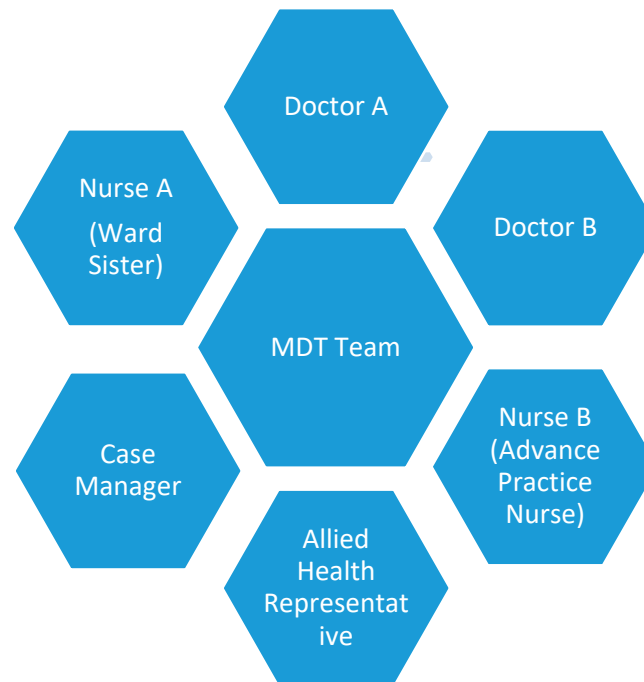 Doctor A
Nurse A
(Ward
Sister)
Doctor B
MDT Team
Case
Manager
Nurse B
(Advance
Practice
Nurse)
Allied
Health
Representat
ive